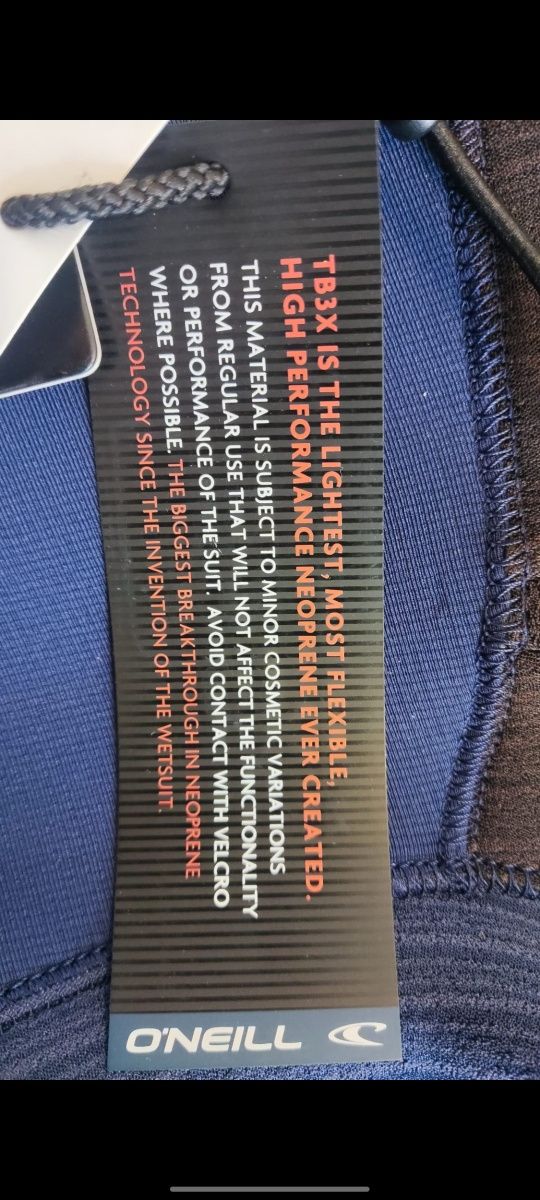 TB3X IS THE LIGHTEST, MOST FLEXIBLE,
HIGH PERFORMANCE NEOPRENE EVER CREATED.
THIS MATERIAL IS SUBJECT TO MINOR COSMETIC VARIATIONS
FROM REGULAR USE THAT WILL NOT AFFECT THE FUNCTIONALITY
OR PERFORMANCE OF THE SUIT. AVOID CONTACT WITH VELCRO
WHERE POSSIBLE. THE BIGGEST BREAKTHROUGH IN NEOPRENE
TECHNOLOGY SINCE THE INVENTION OF THE WETSUIT.
O'NEILL